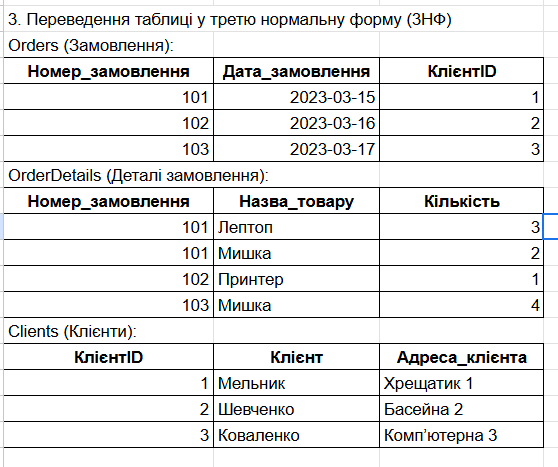 3. Переведення таблиці у третю нормальну форму (3НФ)
Orders (Замовлення):
Номер_замовлення Дата_замовлення КлієнтID
101 2023-03-15 1
102 2023-03-16 2
103 2023-03-17 3
OrderDetails (Деталі замовлення):
Номер_замовлення Назва_товару Кількість
101 Лептоп 3
101 Мишка 2
102 Принтер 1
103 Мишка 4
Clients (Клієнти):
КлієнтID Клієнт Адреса_клієнта
1 Мельник Хрещатик 1
2 Шевченко Басейна 2
3 Коваленко Комп’ютерна 3